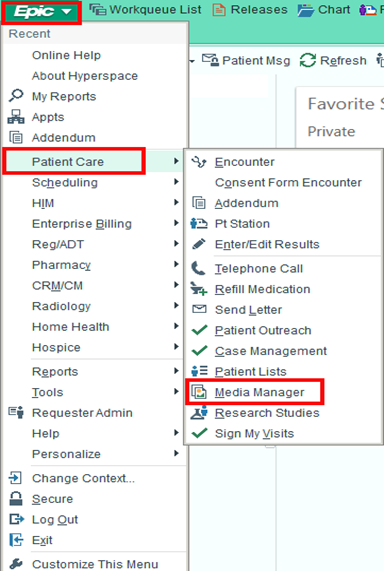 Epic Workqueue List Releases Chart
Recent
Patient Msg Refresh
Online Help
About Hyperspace
My Reports
Appts
Addendum
Favorite
Private
Patient Care
Scheduling
HIM
Enterprise Billing
Reg/ADT
Pharmacy
CRM/CM
Radiology
Home Health
Hospice
Reports
Tools
Requester Admin
Help
Personalize
Change Context...
Secure
Log Out
Exit
Customize This Menu
Encounter
Consent Form Encounter
Addendum
Pt Station
Enter/Edit Results
Telephone Call
Refill Medication
Send Letter
Patient Outreach
Case Management
Patient Lists
Media Manager
Research Studies
Sign My Visits